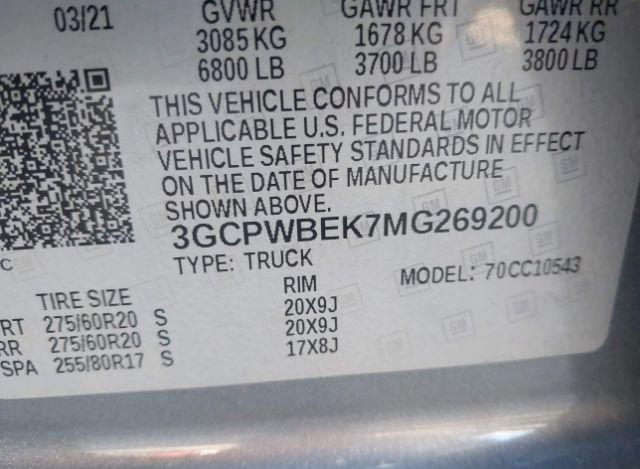 03/21 GVWR GAWR FRT GAWR RR
3085 KG 1678 KG 1724 KG
6800 LB 3700 LB 3800 LB
THIS VEHICLE CONFORMS TO ALL
APPLICABLE U.S. FEDERAL MOTOR
VEHICLE SAFETY STANDARDS IN EFFECT
ON THE DATE OF MANUFACTURE
SHOWN ABOVE.
3GCPWBEK7MG269200
C
TYPE: TRUCK MODEL: 70CC10543
TIRE SIZE RIM
RT 275/60R20 S 20X9J
RR 275/60R20 S 20X9J
SPA 255/80R17 S 17X8J